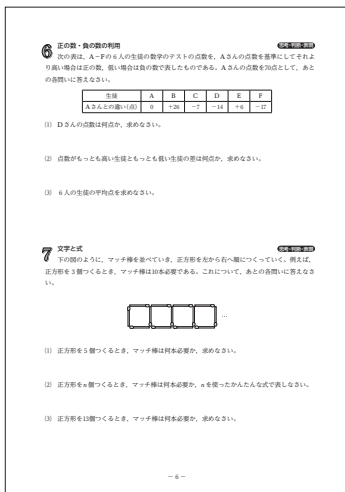 6 正の数・負の数の利用 思考・判断・表現
次の表は，A～Fの6人の生徒の数学のテストの点数を，Aさんの点数を基準にしてそれよ
り高い場合は正の数，低い場合は負の数で表したものである。Aさんの点数を70点として，あと
の各問いに答えなさい。
生徒 A B C D E F
Aさんとの違い(点) 0 +26 −7 −14 +6 −17
(1) Dさんの点数は何点か，求めなさい。
(2) 点数がもっとも高い生徒ともっとも低い生徒の差は何点か，求めなさい。
(3) 6人の生徒の平均点を求めなさい。
7 文字と式 思考・判断・表現
下の図のように，マッチ棒を並べていき，正方形を左から右へ順につくっていく。例えば，
正方形を3個つくるとき，マッチ棒は10本必要である。これについて，あとの各問いに答えなさ
い。
…
(1) 正方形を5個つくるとき，マッチ棒は何本必要か，求めなさい。
(2) 正方形をn個つくるとき，マッチ棒は何本必要か，nを使ったかんたんな式で表しなさい。
(3) 正方形を13個つくるとき，マッチ棒は何本必要か，求めなさい。
－ 6 －